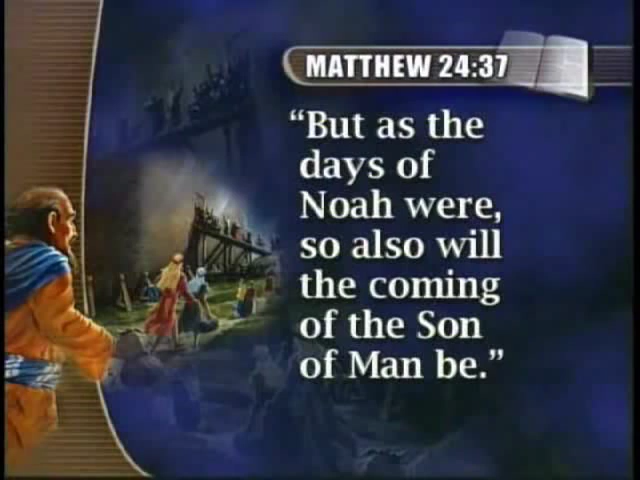 MATTHEW 24:37
“But as the
days of
Noah were,
so also will
the coming
of the Son
of Man be.”